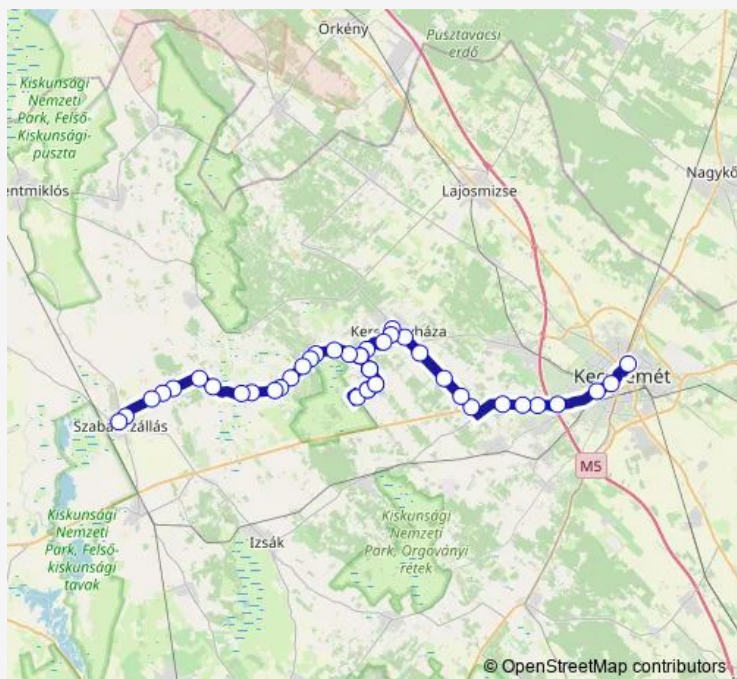 Örkény
Pusztavacsi
erdő
Kiskunsági
Nemzeti
Park, Felső-
Kiskunsági-
puszta
Nagykő
entmiklós
Lajosmizse
Kecskemét
Szabadszállás
M5
Kiskunsági
Nemzeti
Park, Felső-
kiskunsági
tavak
Izsák
Kiskunsági
Nemzeti
Park, Orgoványi
rétek
© OpenStreetMap contributors